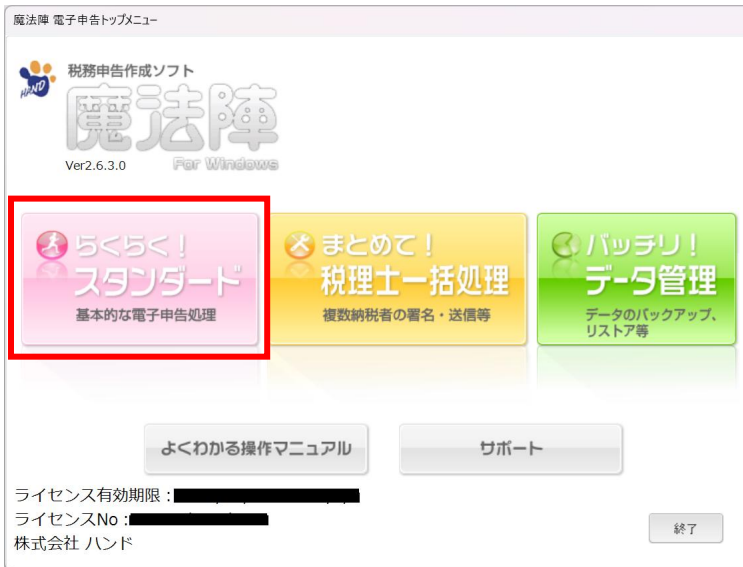 魔法陣 電子申告トップメニュー
HAND
税務申告作成ソフト
魔法陣
Ver2.6.3.0 For Windows
らくらく！
スタンダード
基本的な電子申告処理
まとめて！
税理士一括処理
複数納税者の署名・送信等
バッチリ！
データ管理
データのバックアップ、
リストア等
よくわかる操作マニュアル
サポート
ライセンス有効期限：
ライセンスNo：
株式会社 ハンド
終了